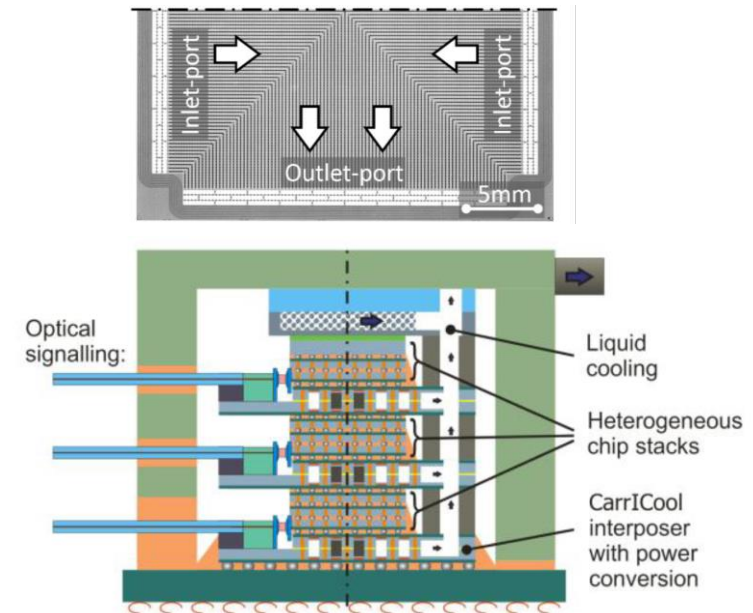 Inlet-port
Inlet-port
Outlet-port
5mm
Optical
signalling:
Liquid
cooling
Heterogeneous
chip stacks
CarrICool
interposer
with power
conversion